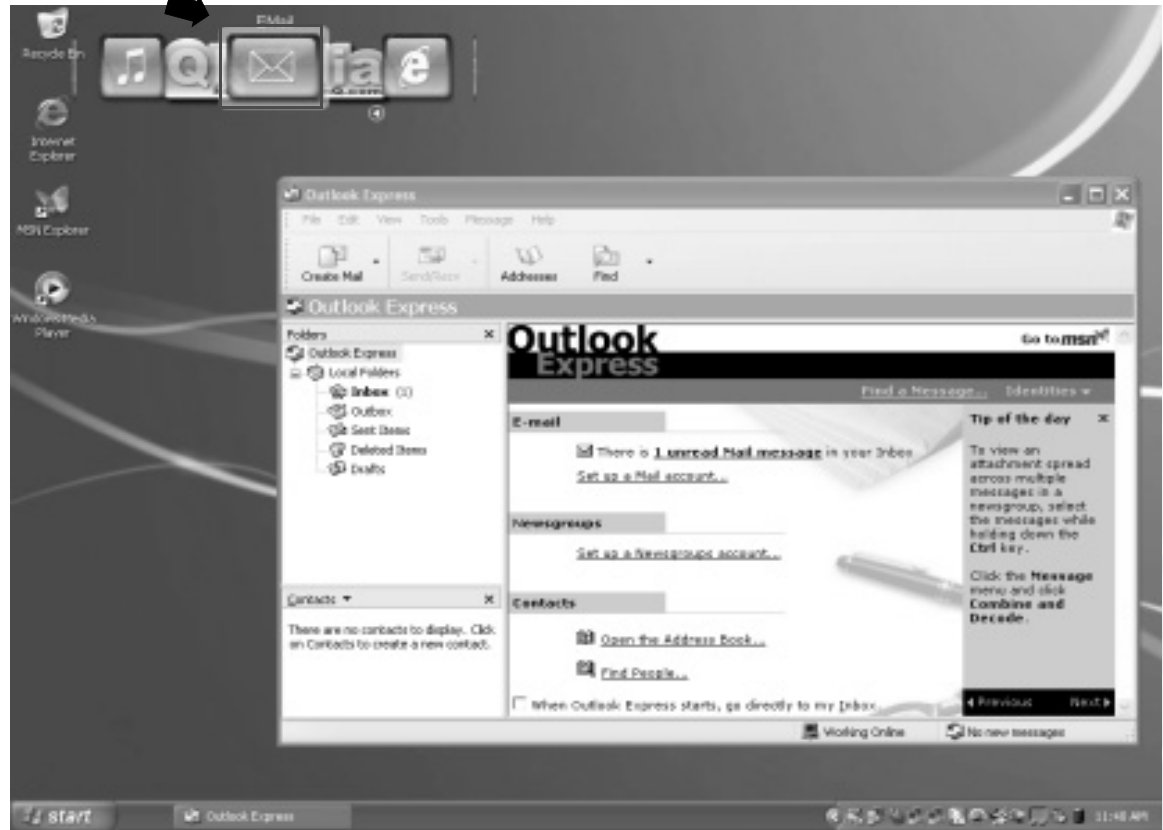 EMail
Recycle Bin
Internet
Explorer
MSN Explorer
Windows Media
Player
Outlook Express
File Edit View Tools Message Help
Create Mail Send/Recv Addresses Find
Outlook Express
Folders
Outlook Express
Local Folders
Inbox (1)
Outbox
Sent Items
Deleted Items
Drafts
Contacts
There are no contacts to display. Click
on Contacts to create a new contact.
Outlook
Express
Go to msn
Find a Message... Identities
E-mail
There is 1 unread Mail message in your Inbox
Set up a Mail account...
Newsgroups
Set up a Newsgroups account...
Contacts
Open the Address Book...
Find People...
When Outlook Express starts, go directly to my Inbox.
Tip of the day
To view an
attachment spread
across multiple
messages in a
newsgroup, select
the messages while
holding down the
Ctrl key.
Click the Message
menu and click
Combine and
Decode.
Previous Next
Working Online No new messages
start Outlook Express 11:48 AM